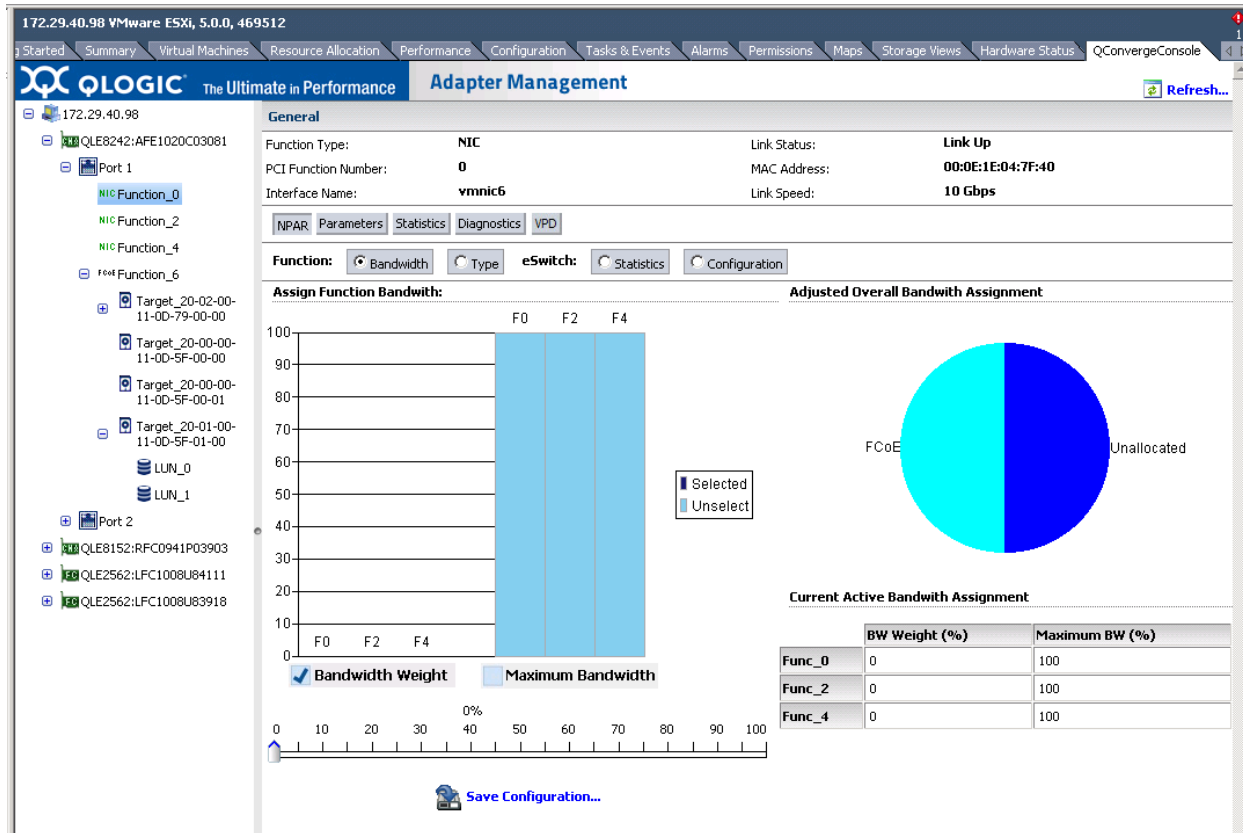 172.29.40.98 VMware ESXi, 5.0.0, 469512
g Started Summary Virtual Machines Resource Allocation Performance Configuration Tasks & Events Alarms Permissions Maps Storage Views Hardware Status QConvergeConsole
QLOGIC The Ultimate in Performance Adapter Management
Refresh...
172.29.40.98
QLE8242:AFE1020C03081
Port 1
NIC Function_0
NIC Function_2
NIC Function_4
FCoE Function_6
Target_20-02-00-
11-0D-79-00-00
Target_20-00-00-
11-0D-5F-00-00
Target_20-00-00-
11-0D-5F-00-01
Target_20-01-00-
11-0D-5F-01-00
LUN_0
LUN_1
Port 2
CNA QLE8152:RFC0941P03903
FC QLE2562:LFC1008U84111
FC QLE2562:LFC1008U83918
General
Function Type: NIC Link Status: Link Up
PCI Function Number: 0 MAC Address: 00:0E:1E:04:7F:40
Interface Name: vmnic6 Link Speed: 10 Gbps
NPAR Parameters Statistics Diagnostics VPD
Function: Bandwidth Type eSwitch: Statistics Configuration
Assign Function Bandwith:
F0 F2 F4
100
90
80
70
60
50
40
30
20
10
0
F0 F2 F4
Selected
Unselect
Bandwidth Weight Maximum Bandwidth
0%
0 10 20 30 40 50 60 70 80 90 100
Save Configuration...
Adjusted Overall Bandwith Assignment
FCoE Unallocated
Current Active Bandwith Assignment
BW Weight (%) Maximum BW (%)
Func_0 0 100
Func_2 0 100
Func_4 0 100